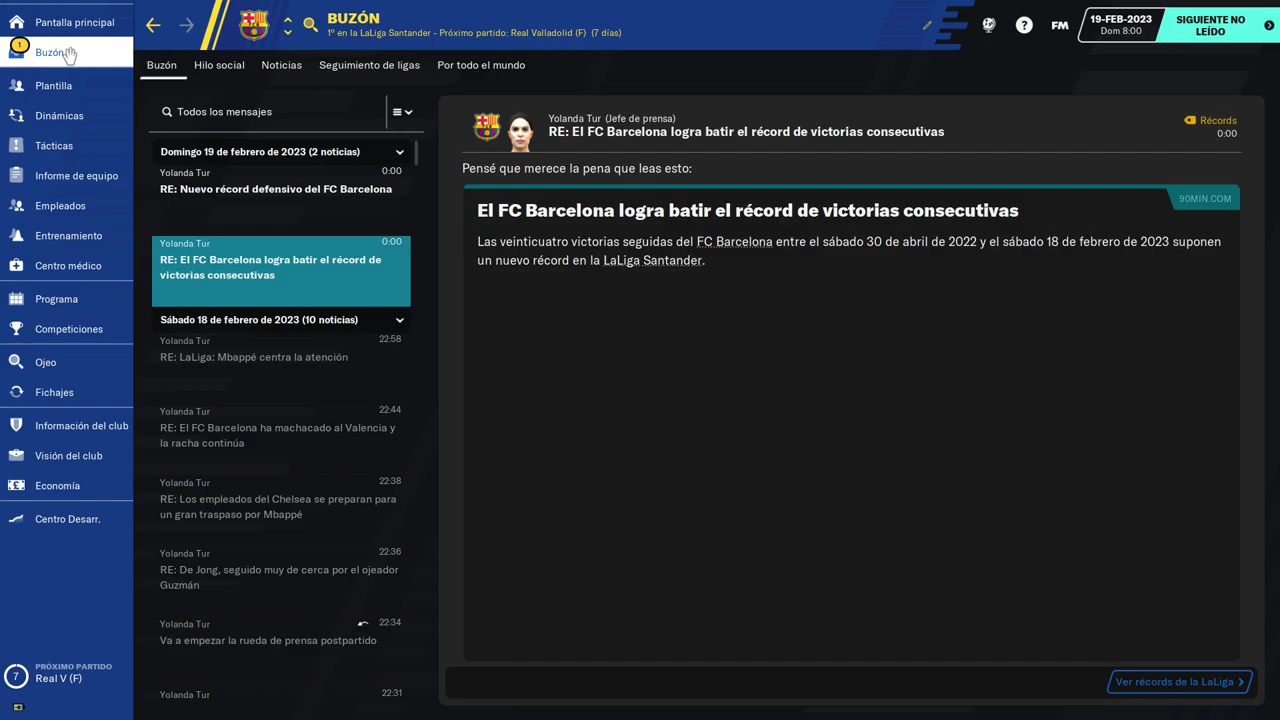 Pantalla principal
1
Buzón
Plantilla
Dinámicas
Tácticas
Informe de equipo
Empleados
Entrenamiento
Centro médico
Programa
Competiciones
Ojeo
Fichajes
Información del club
Visión del club
Economía
Centro Desarr.
7
PRÓXIMO PARTIDO
Real V (F)
BUZÓN
1º en la LaLiga Santander - Próximo partido: Real Valladolid (F) (7 días)
?
FM
19-FEB-2023
Dom 8:00
SIGUIENTE NO LEÍDO
Buzón
Hilo social
Noticias
Seguimiento de ligas
Por todo el mundo
Todos los mensajes
Domingo 19 de febrero de 2023 (2 noticias)
Yolanda Tur 0:00
RE: Nuevo récord defensivo del FC Barcelona
Yolanda Tur 0:00
RE: El FC Barcelona logra batir el récord de
victorias consecutivas
Sábado 18 de febrero de 2023 (10 noticias)
Yolanda Tur 22:58
RE: LaLiga: Mbappé centra la atención
Yolanda Tur 22:44
RE: El FC Barcelona ha machacado al Valencia y
la racha continúa
Yolanda Tur 22:38
RE: Los empleados del Chelsea se preparan para
un gran traspaso por Mbappé
Yolanda Tur 22:36
RE: De Jong, seguido muy de cerca por el ojeador
Guzmán
Yolanda Tur 22:34
Va a empezar la rueda de prensa postpartido
Yolanda Tur 22:31
Yolanda Tur (Jefe de prensa)
RE: El FC Barcelona logra batir el récord de victorias consecutivas
Récords
0:00
Pensé que merece la pena que leas esto:
90MIN.COM
El FC Barcelona logra batir el récord de victorias consecutivas
Las veinticuatro victorias seguidas del FC Barcelona entre el sábado 30 de abril de 2022 y el sábado 18 de febrero de 2023 suponen
un nuevo récord en la LaLiga Santander.
Ver récords de la LaLiga